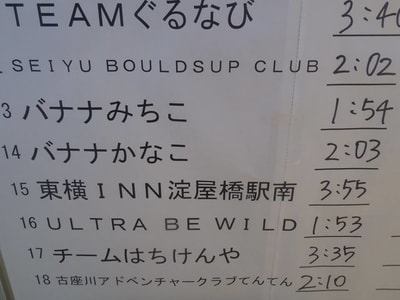 TEAMぐるなび 3:40
SEIYU BOULDSUP CLUB 2:02
3 バナナみちこ 1:54
14 バナナかなこ 2:03
15 東横INN淀屋橋駅南 3:55
16 ULTRA BE WILD 1:53
17 チームはちけんや 3:35
18 古座川アドベンチャークラブてんてん 2:10